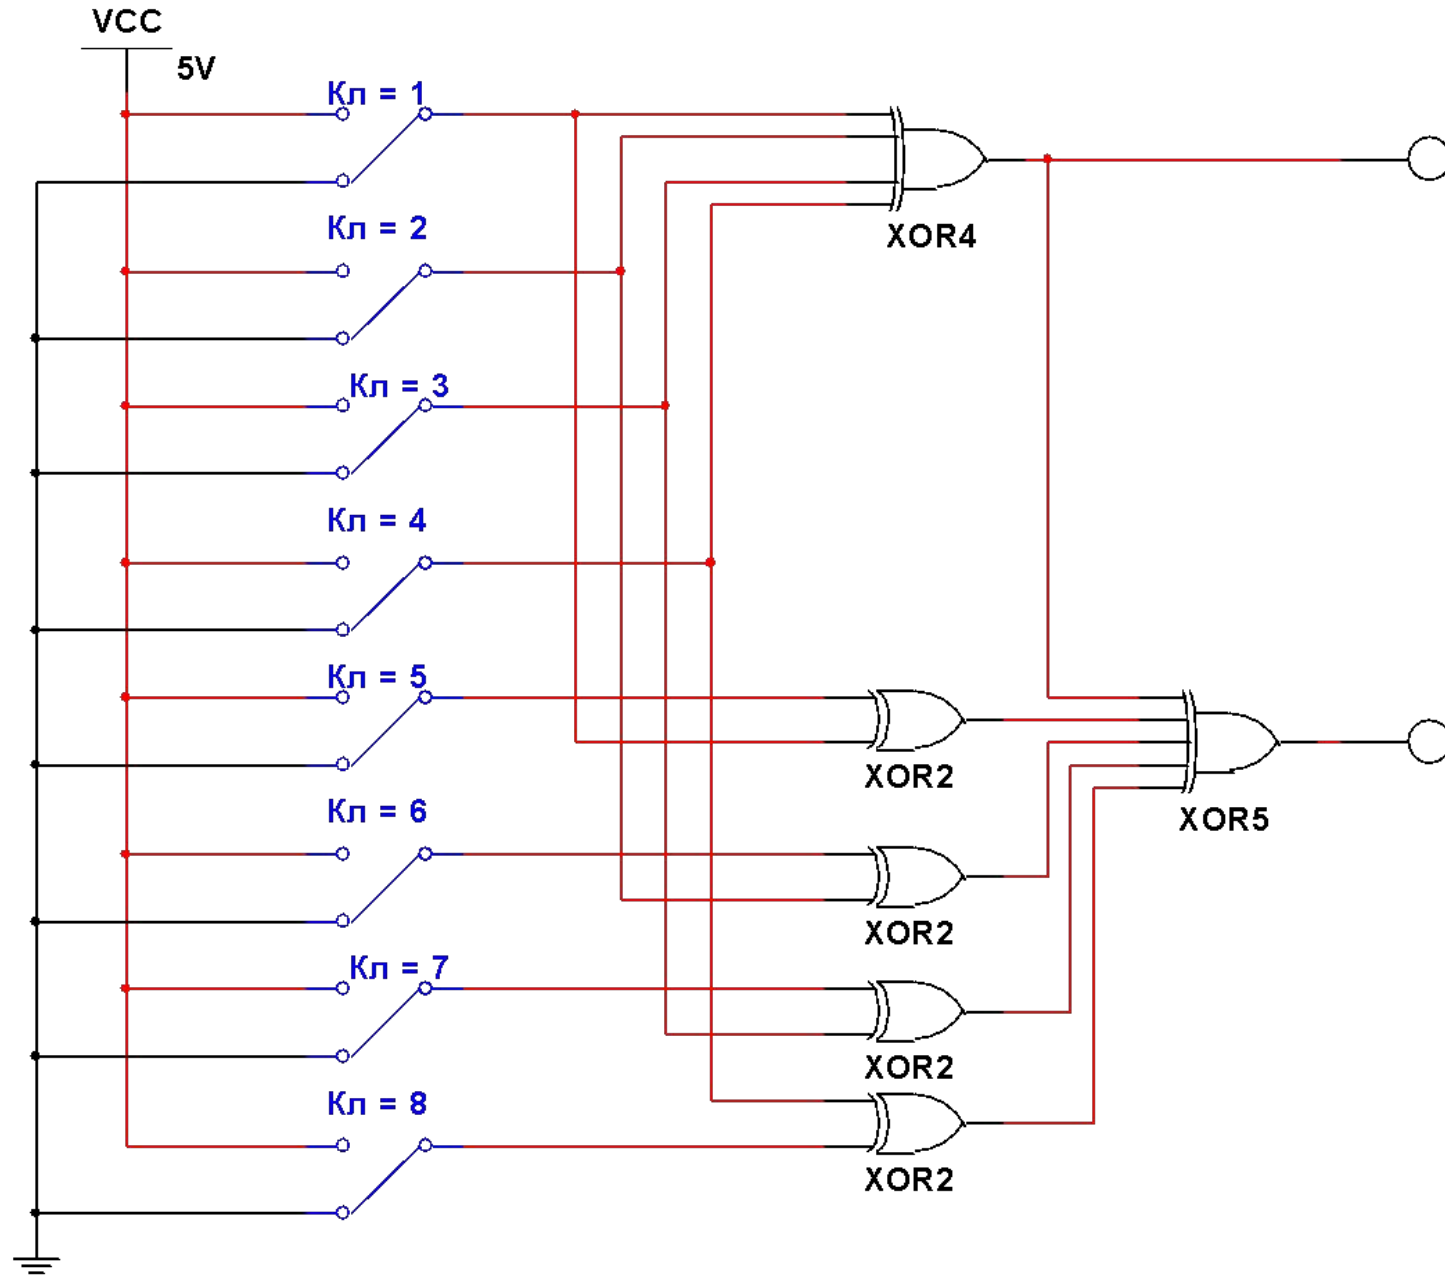 VCC
5V
Кл = 1
XOR4
Кл = 2
Кл = 3
Кл = 4
Кл = 5
XOR2
XOR5
Кл = 6
XOR2
Кл = 7
XOR2
Кл = 8
XOR2